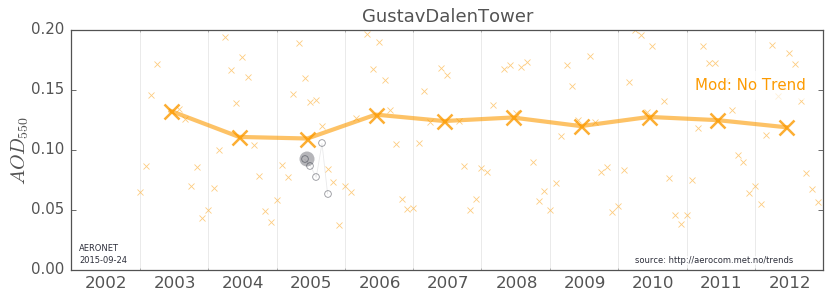 GustavDalenTower
0.20
0.15
0.10
0.05
0.00
AOD550
Mod: No Trend
AERONET
2015-09-24
source: http://aerocom.met.no/trends
2002 2003 2004 2005 2006 2007 2008 2009 2010 2011 2012